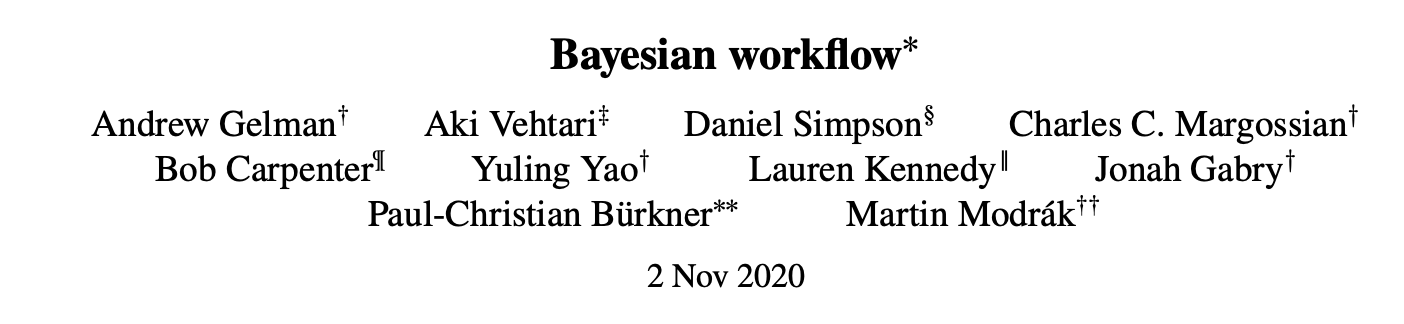 Bayesian workflow*
Andrew Gelman† Aki Vehtari‡ Daniel Simpson§ Charles C. Margossian†
Bob Carpenter¶ Yuling Yao† Lauren Kennedy‖ Jonah Gabry†
Paul-Christian Bürkner** Martin Modrák††
2 Nov 2020